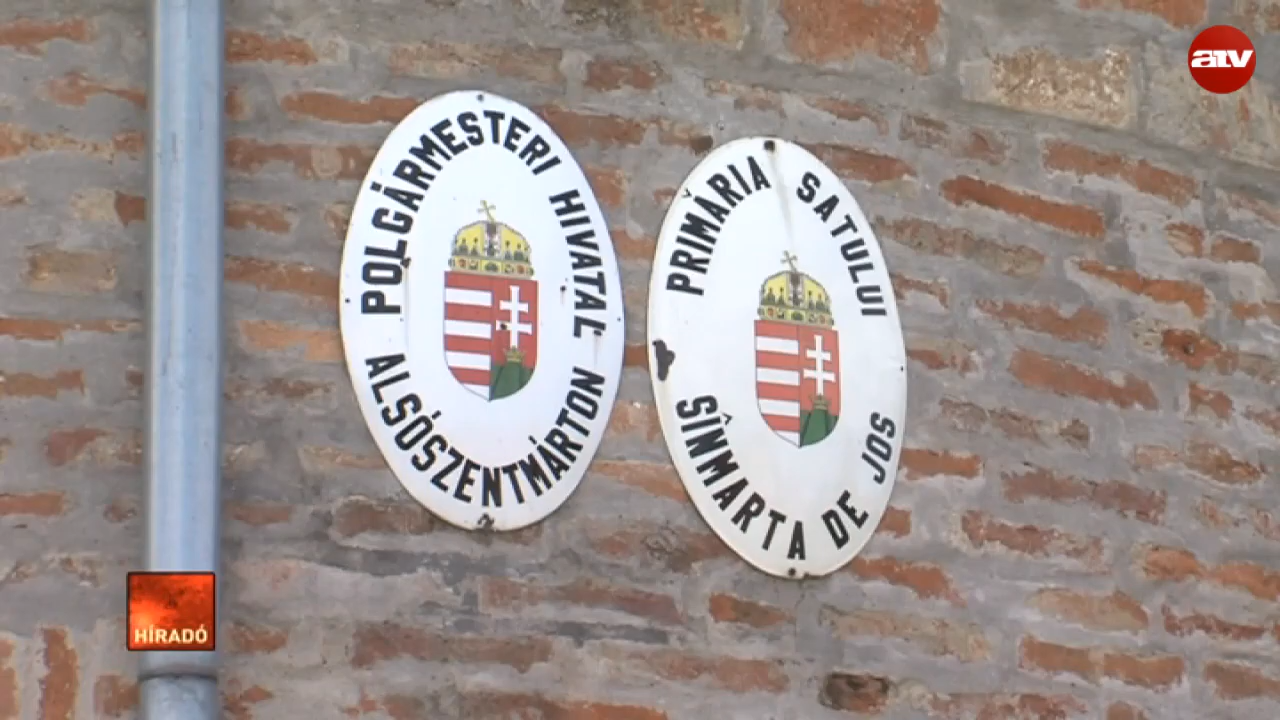 atv
POLGÁRMESTERI HIVATAL
ALSÓSZENTMÁRTON
PRIMĂRIA SATULUI
SÎNMARTA DE JOS
HÍRADÓ